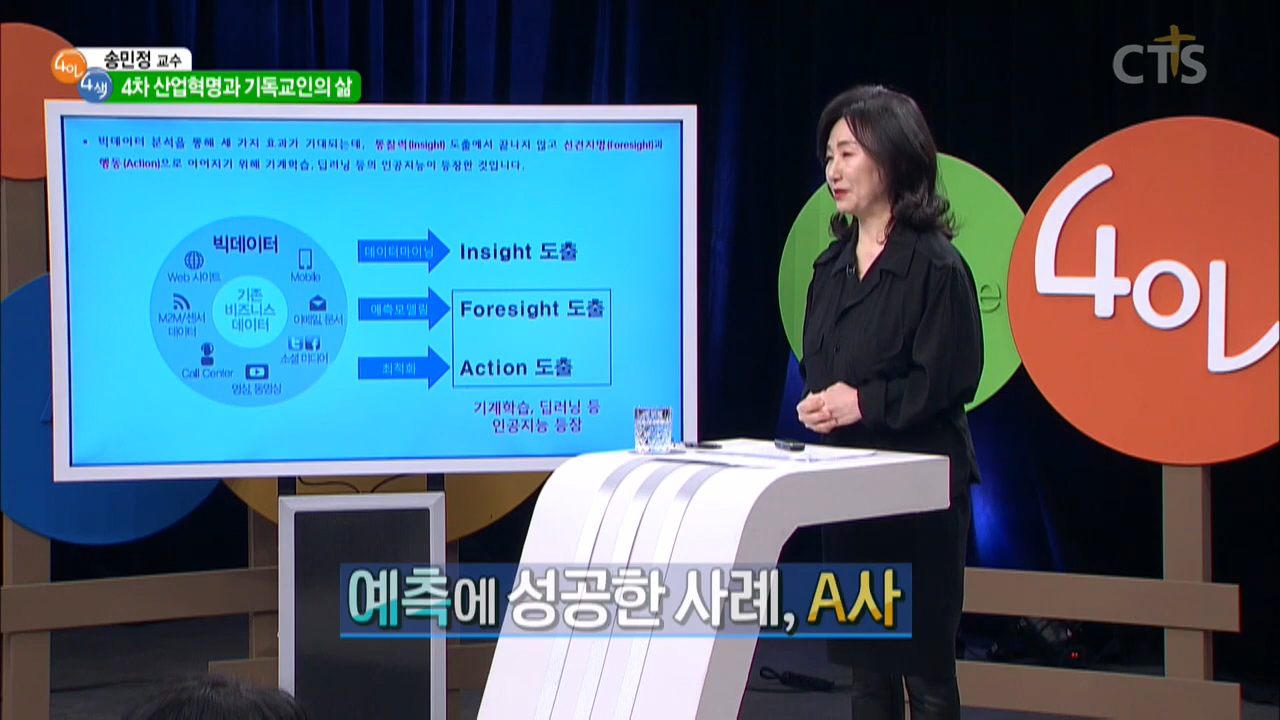 송민정 교수
4인 4색
4차 산업혁명과 기독교인의 삶
CTS
• 빅데이터 분석을 통해 세 가지 효과가 기대되는데, 통찰력(Insight) 도출에서 끝나지 않고 선견지명(Foresight)과
행동(Action)으로 이어지기 위해 기계학습, 딥러닝 등의 인공지능이 등장한 것입니다.
빅데이터
Web 사이트
Mobile
기존
비즈니스
데이터
M2M/센서
데이터
이메일, 문서
소셜 미디어
Call Center
영상, 동영상
데이터마이닝
Insight 도출
예측모델링
Foresight 도출
최적화
Action 도출
기계학습, 딥러닝 등
인공지능 등장
4인
예측에 성공한 사례, A사